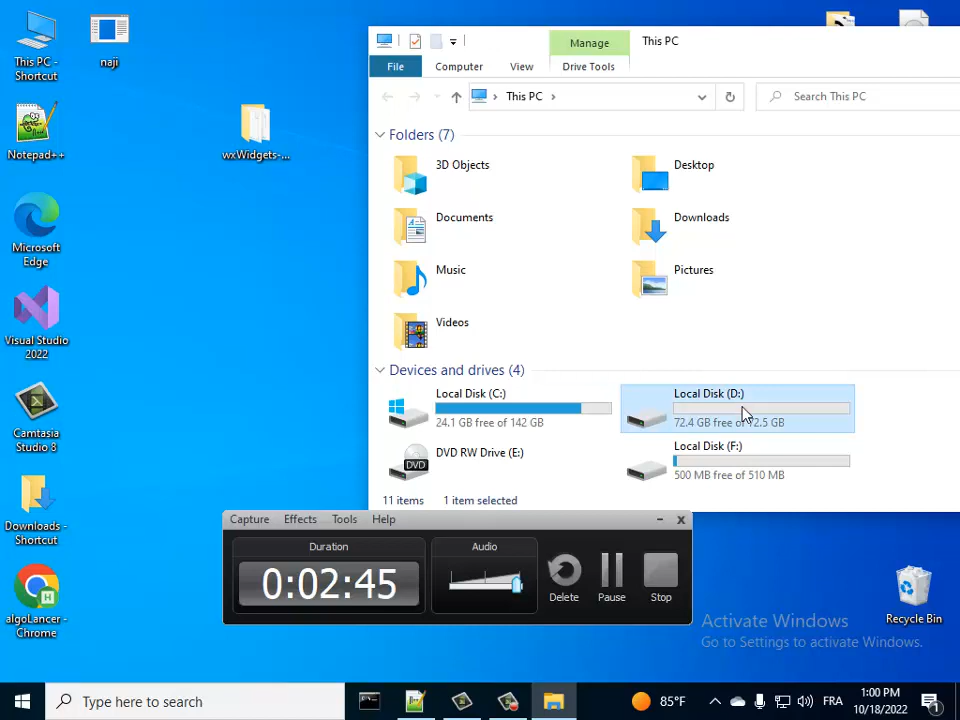 This PC -
Shortcut
naji
Notepad++
wxWidgets-...
Microsoft
Edge
Visual Studio
2022
Camtasia
Studio 8
Downloads -
Shortcut
algoLancer -
Chrome
Manage
This PC
File
Computer
View
Drive Tools
This PC
Search This PC
Folders (7)
3D Objects
Desktop
Documents
Downloads
Music
Pictures
Videos
Devices and drives (4)
Local Disk (C:)
24.1 GB free of 142 GB
Local Disk (D:)
72.4 GB free of 72.5 GB
DVD RW Drive (E:)
DVD
Local Disk (F:)
500 MB free of 510 MB
11 items
1 item selected
Capture
Effects
Tools
Help
Duration
0:02:45
Audio
Delete
Pause
Stop
Activate Windows
Go to Settings to activate Windows.
Recycle Bin
Type here to search
85°F
FRA
1:00 PM
10/18/2022
1